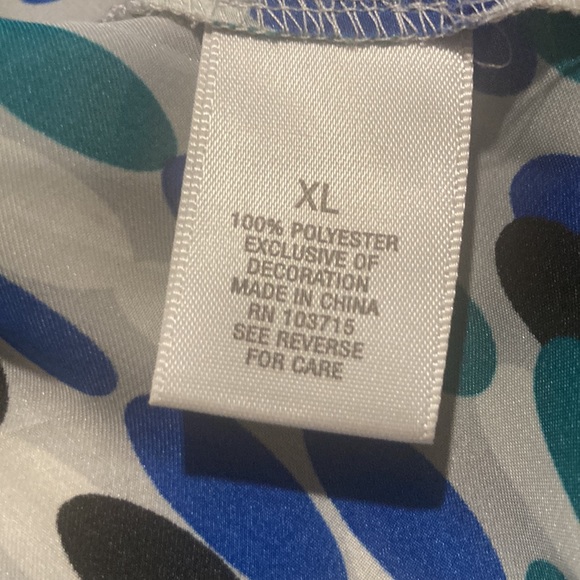 XL
100% POLYESTER
EXCLUSIVE OF
DECORATION
MADE IN CHINA
RN 103715
SEE REVERSE
FOR CARE